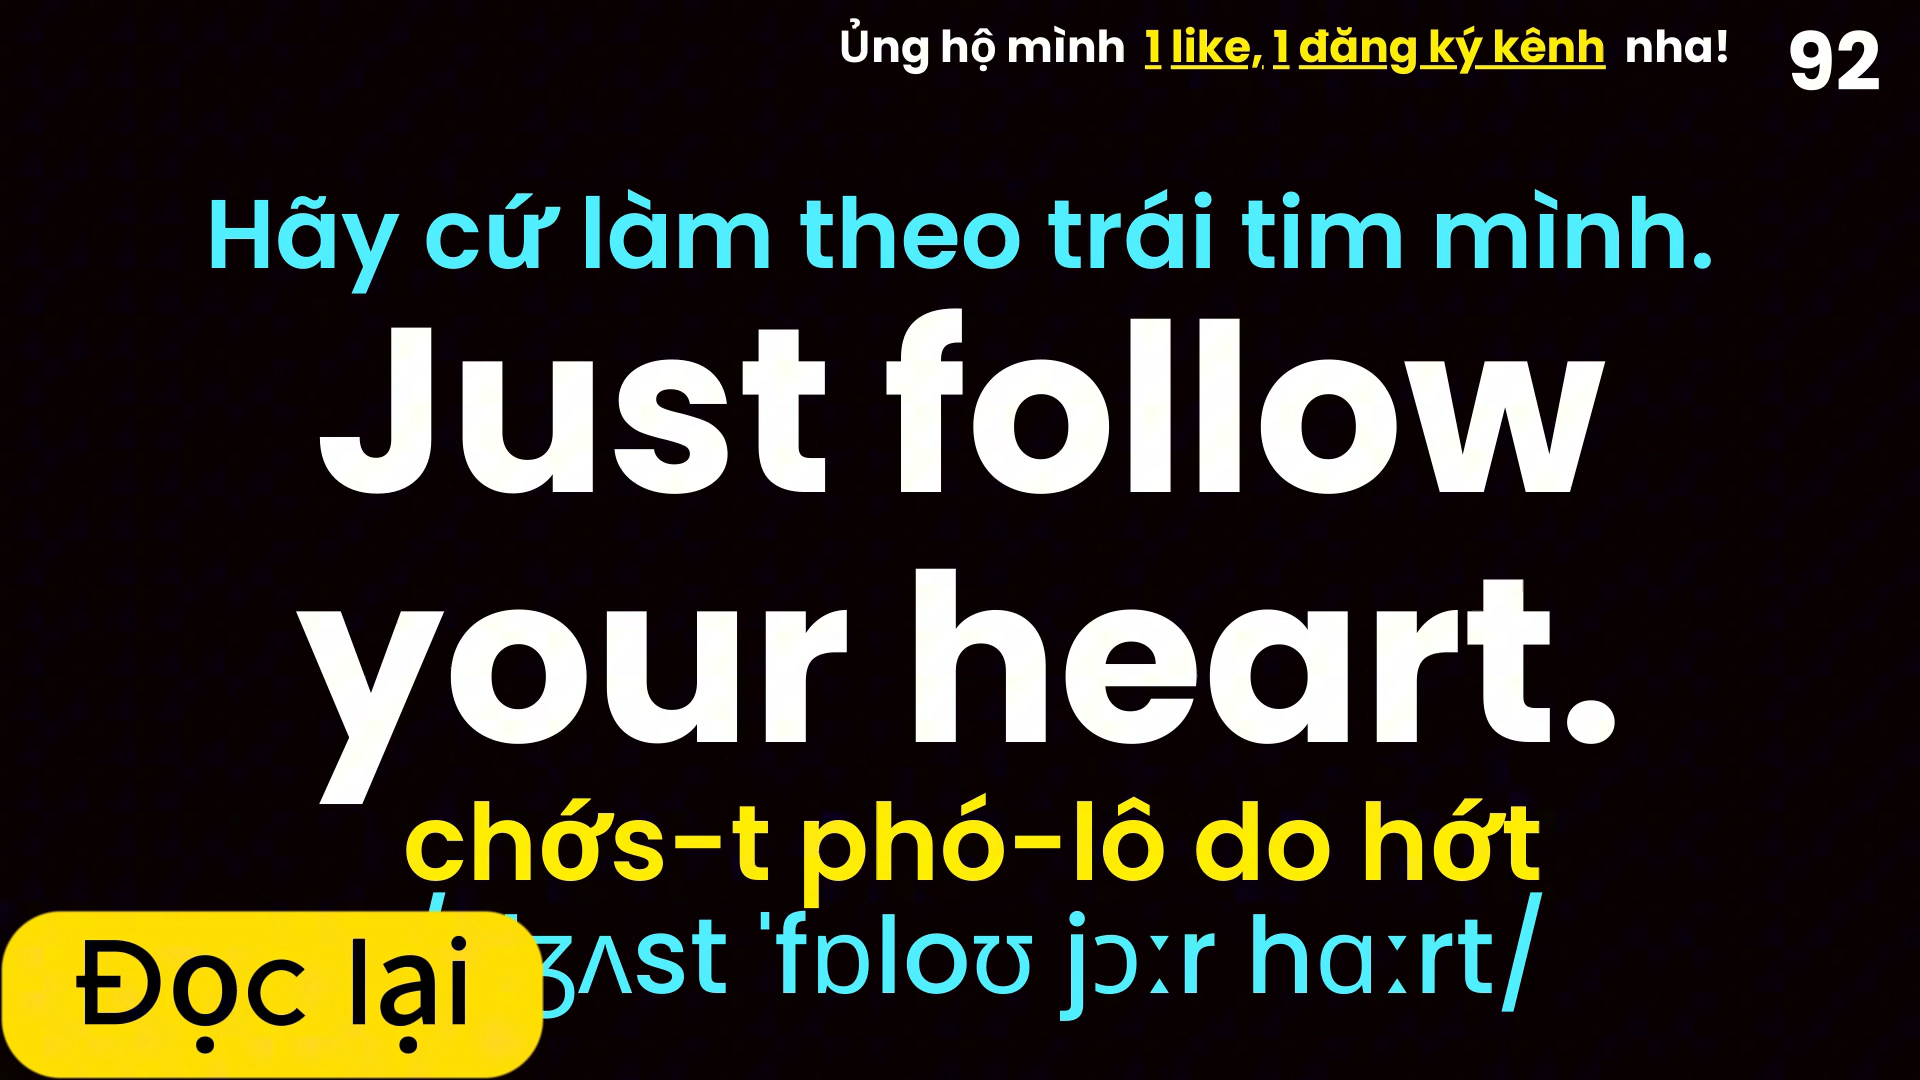 Ủng hộ mình 1 like, 1 đăng ký kênh nha! 92
Hãy cứ làm theo trái tim mình.
Just follow
your heart.
chớs-t phó-lô do hớt
ˈfɒloʊ jɔːr hɑːrt/
Đọc lại